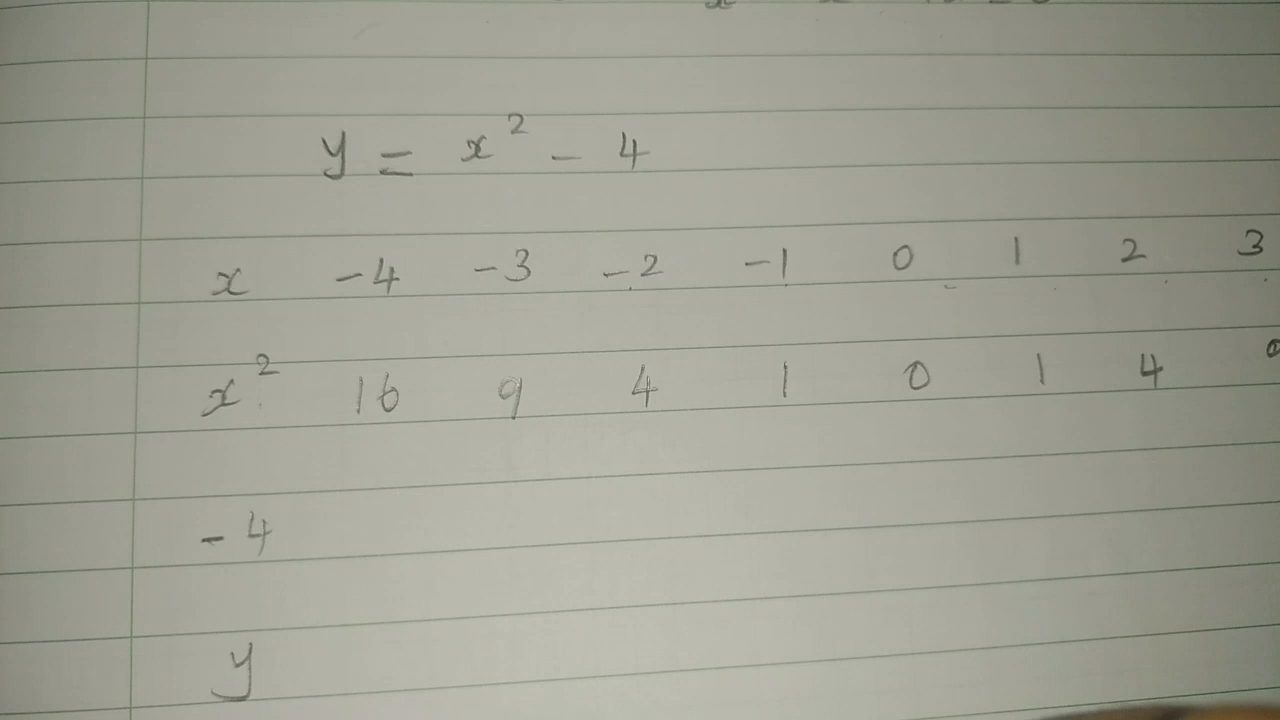 y = x² - 4
x -4 -3 -2 -1 0 1 2 3
x² 16 9 4 1 0 1 4
-4
y